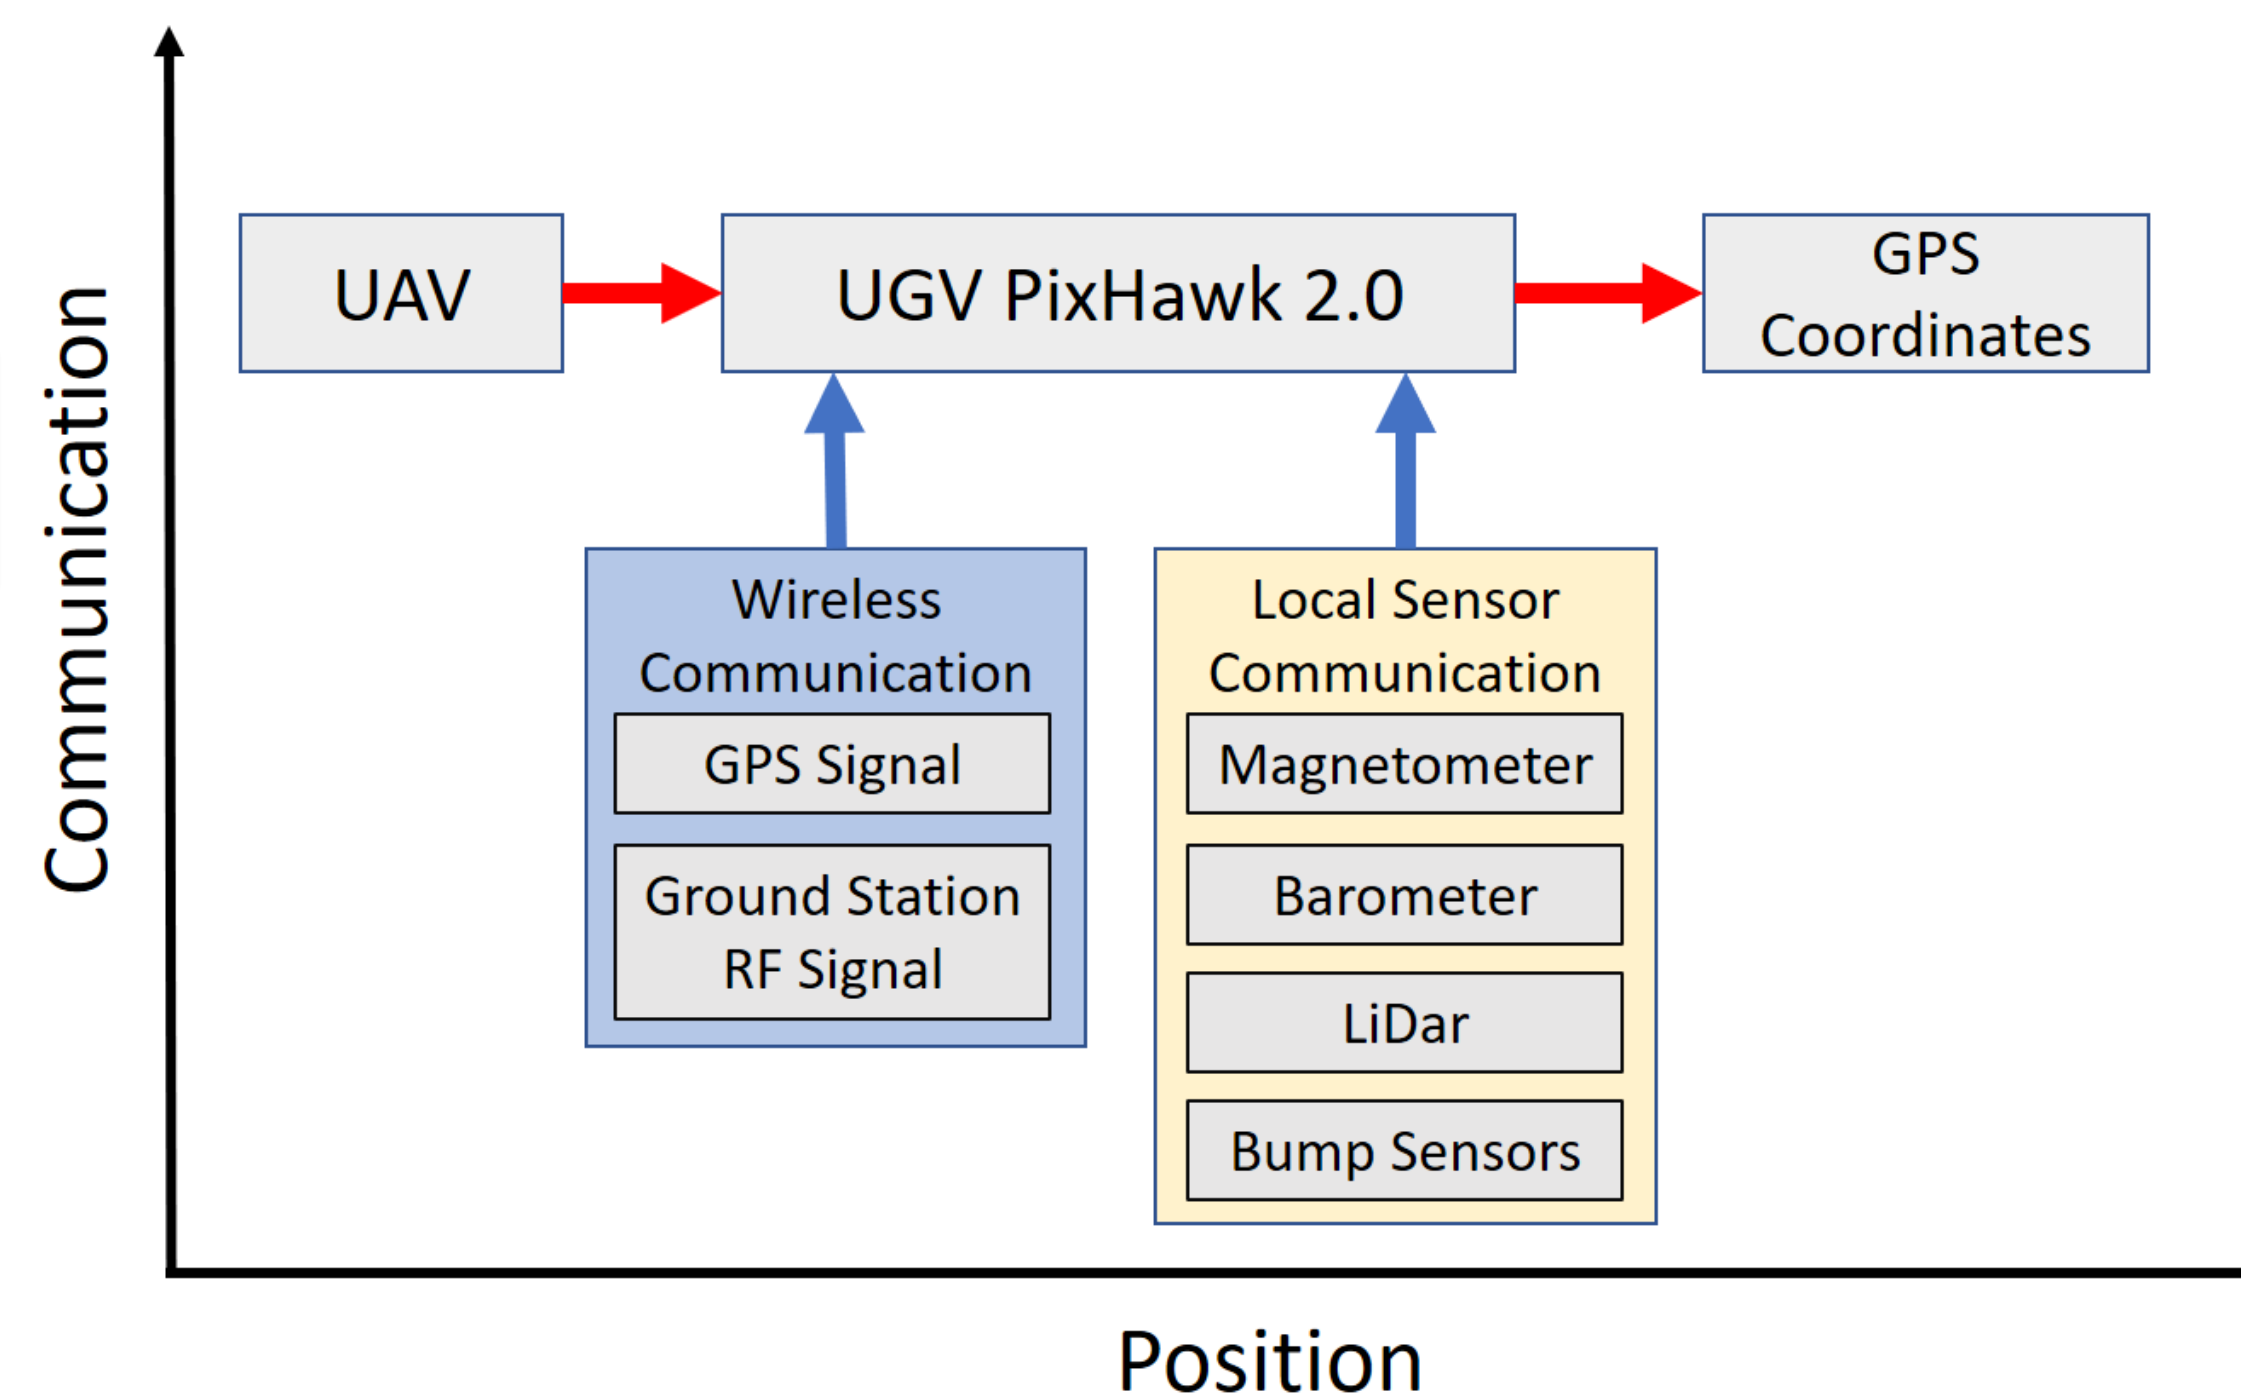 Communication
UAV
UGV PixHawk 2.0
GPS
Coordinates
Wireless
Communication
GPS Signal
Ground Station
RF Signal
Local Sensor
Communication
Magnetometer
Barometer
LiDar
Bump Sensors
Position